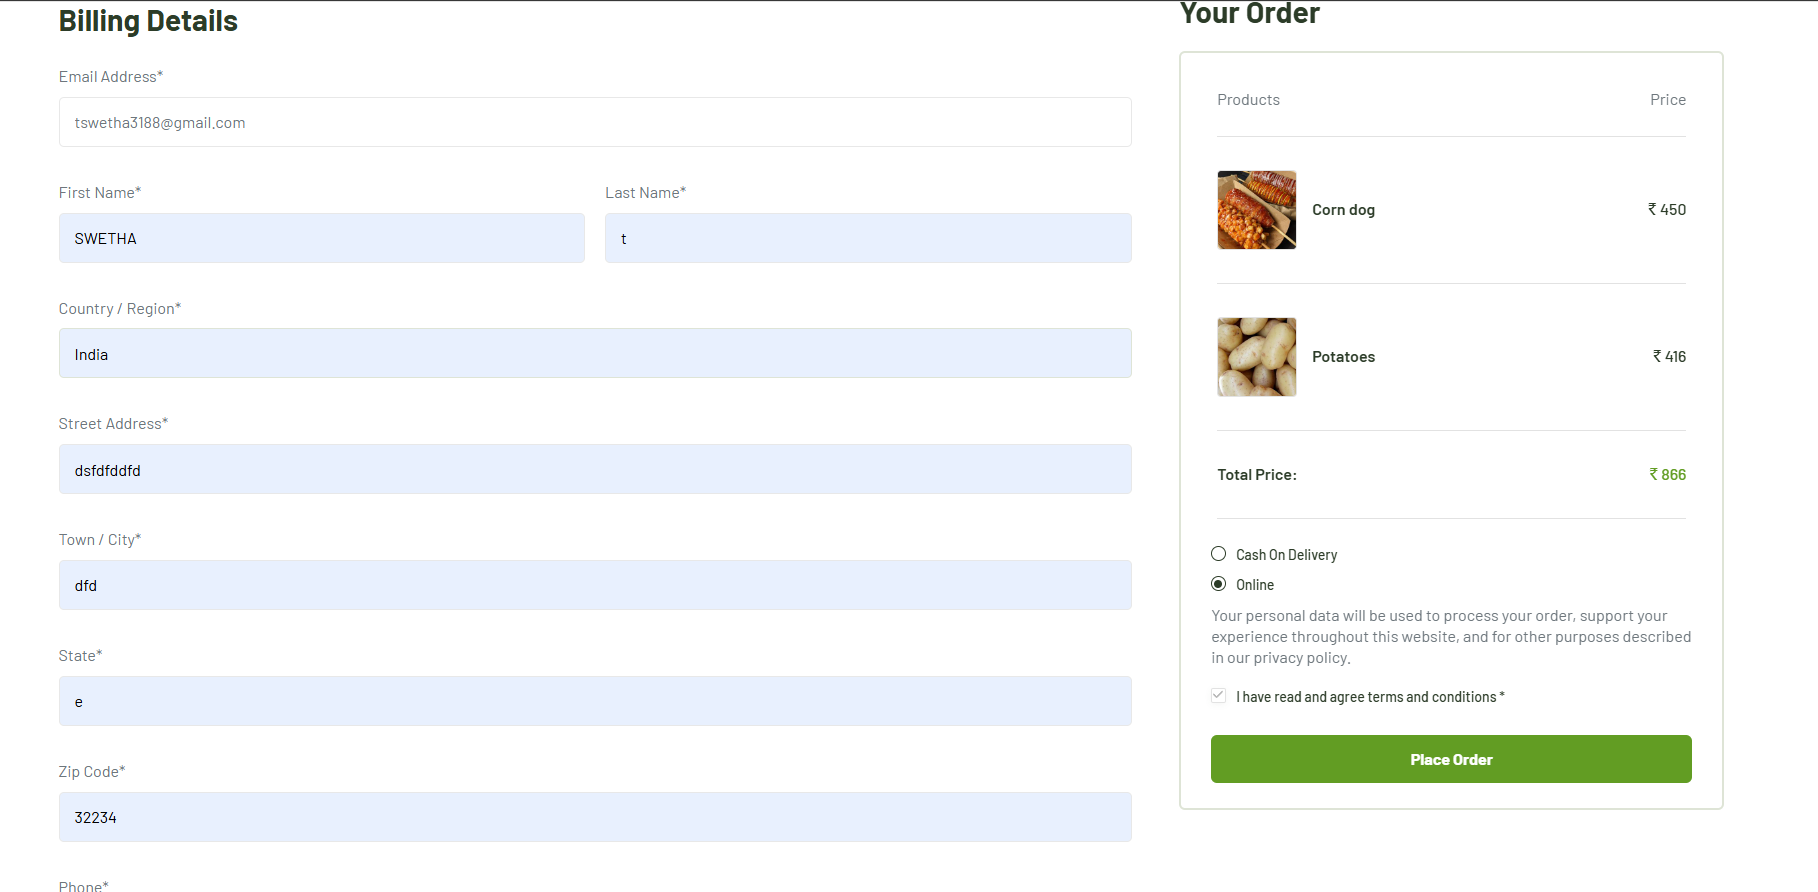 Billing Details
Email Address*
tswetha3188@gmail.com
First Name*
Last Name*
SWETHA
t
Country / Region*
India
Street Address*
dsfdfddfd
Town / City*
dfd
State*
e
Zip Code*
32234
Phone*
Your Order
Products
Price
Corn dog
₹ 450
Potatoes
₹ 416
Total Price:
₹ 866
Cash On Delivery
Online
Your personal data will be used to process your order, support your
experience throughout this website, and for other purposes described
in our privacy policy.
I have read and agree terms and conditions *
Place Order